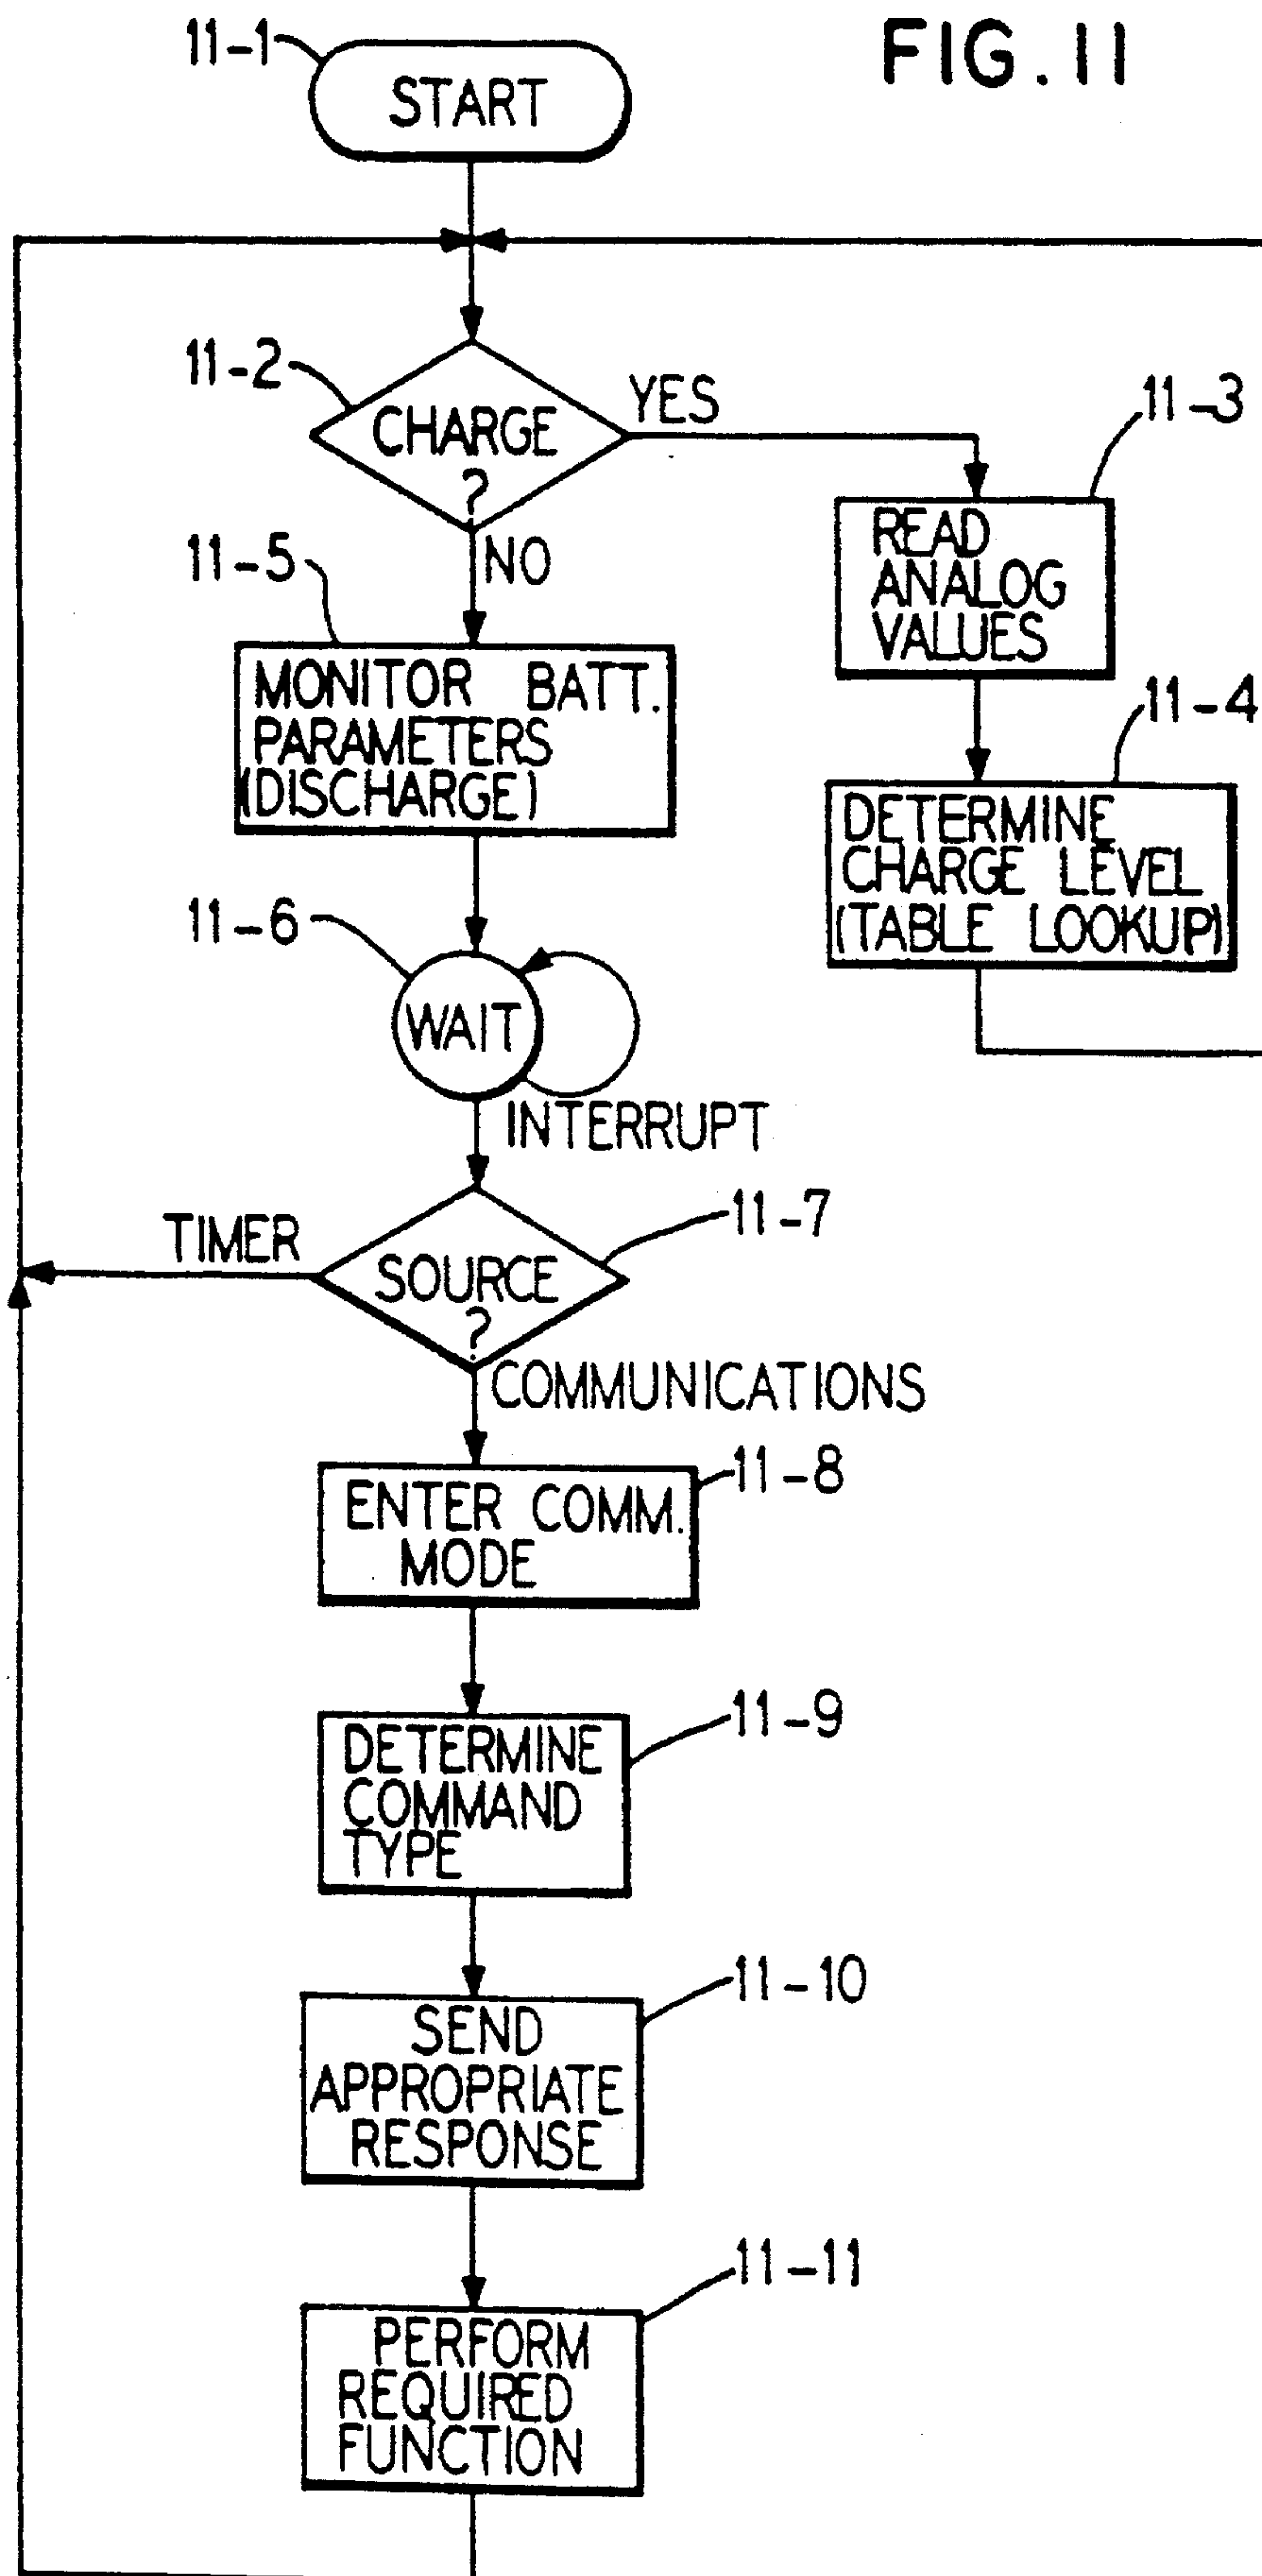 11-1
FIG. 11
START
11-2
CHARGE
?
YES
11-3
NO
READ
ANALOG
VALUES
11-5
MONITOR BATT.
PARAMETERS
(DISCHARGE)
11-4
DETERMINE
CHARGE LEVEL
(TABLE LOOKUP)
11-6
WAIT
INTERRUPT
11-7
TIMER
SOURCE
?
COMMUNICATIONS
11-8
ENTER COMM.
MODE
11-9
DETERMINE
COMMAND
TYPE
11-10
SEND
APPROPRIATE
RESPONSE
11-11
PERFORM
REQUIRED
FUNCTION